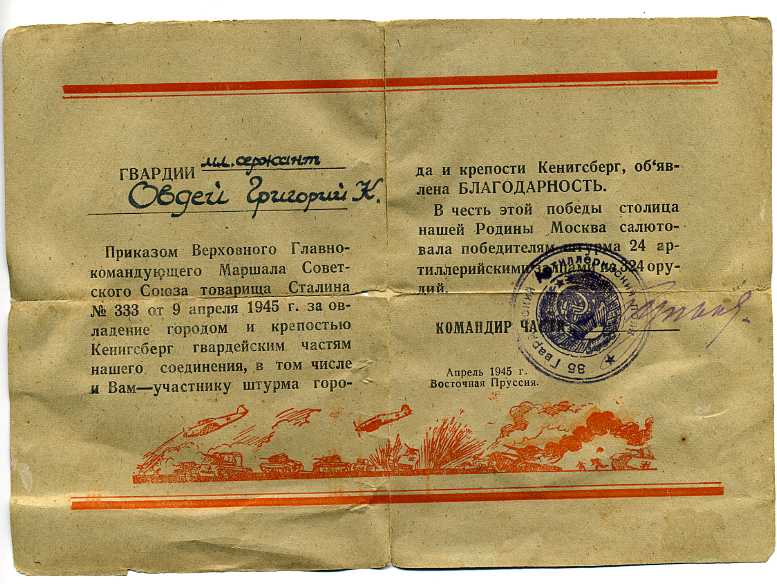 ГВАРДИИ мл. сержант
Овдей Григорий К.
Приказом Верховного Главно-
командующего Маршала Совет-
ского Союза товарища Сталина
№ 333 от 9 апреля 1945 г. за ов-
ладение городом и крепостью
Кенигсберг гвардейским частям
нашего соединения, в том числе
и Вам—участнику штурма горо-
да и крепости Кенигсберг, об‘яв-
лена БЛАГОДАРНОСТЬ.
В честь этой победы столица
нашей Родины Москва салюто-
вала победителям штурма 24 ар-
тиллерийскими залпами из 324 ору-
дий.
КОМАНДИР ЧАСТИ
Апрель 1945 г.
Восточная Пруссия.